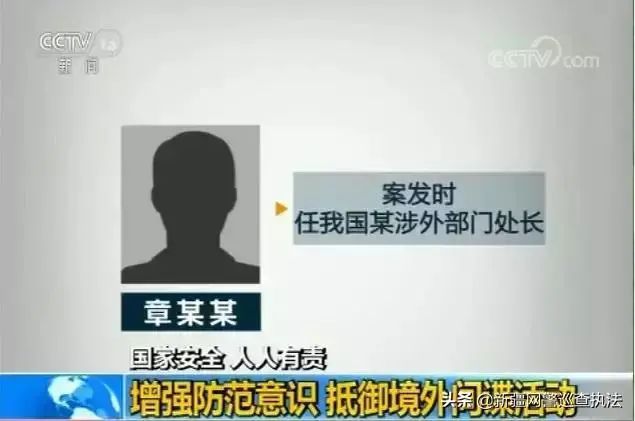 CCTV 13
新闻
CCTV.com
案发时
任我国某涉外部门处长
章某某
国家安全 人人有责
增强防范意识 抵御境外间谍活动
头条 @新疆网警巡查执法